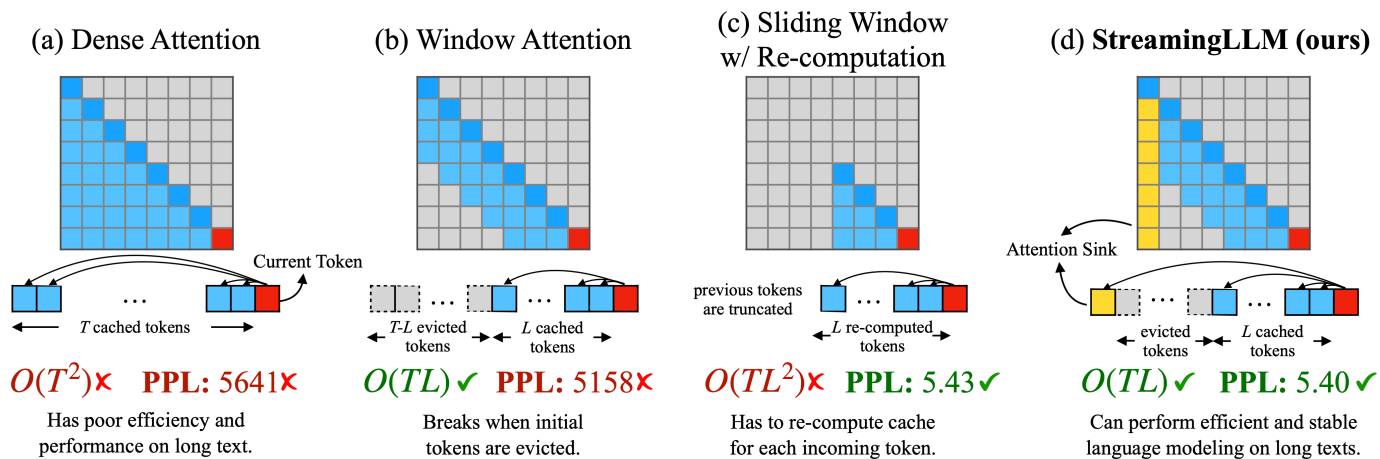 (a) Dense Attention
Current Token
...
T cached tokens
O(T²)✗ PPL: 5641✗
Has poor efficiency and
performance on long text.
(b) Window Attention
...
...
T-L evicted
tokens
L cached
tokens
O(TL)✓ PPL: 5158✗
Breaks when initial
tokens are evicted.
(c) Sliding Window
w/ Re-computation
previous tokens
are truncated
...
L re-computed
tokens
O(TL²)✗ PPL: 5.43✓
Has to re-compute cache
for each incoming token.
(d) StreamingLLM (ours)
Attention Sink
...
...
evicted
tokens
L cached
tokens
O(TL)✓ PPL: 5.40✓
Can perform efficient and stable
language modeling on long texts.